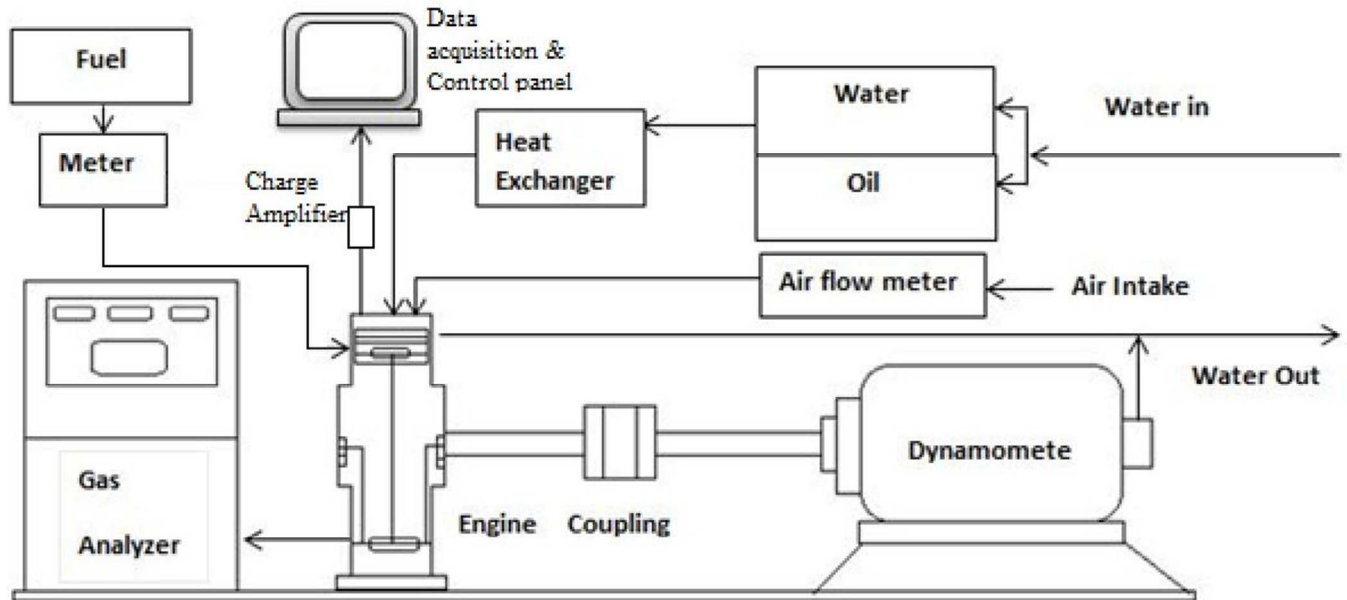 Fuel
Meter
Data
acquisition &
Control panel
Charge
Amplifier
Heat
Exchanger
Water
Oil
Water in
Air flow meter
Air Intake
Water Out
Gas
Analyzer
Engine
Coupling
Dynamomete